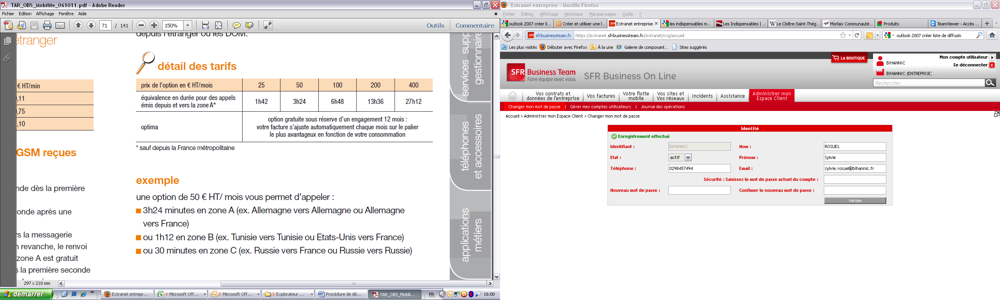 TAR_OBS_Mobilite_061011.pdf - Adobe Reader
Fichier Edition Affichage Fenêtre Aide
71 / 141 150% Outils Commentaire
étranger
€ HT/min
,11
,75
,10
GSM reçues
nde dès la première
onde après une
rs la messagerie
n revanche, le renvoi
zone A est gratuit
s la première seconde
depuis l'étranger ou les DOM.
détail des tarifs
prix de l'option en € HT/mois 25 50 100 200 400
équivalence en durée pour des appels
émis depuis et vers la zone A* 1h42 3h24 6h48 13h36 27h12
optima
option gratuite sous réserve d'un engagement 12 mois :
votre facture s'ajuste automatiquement chaque mois sur le palier
le plus avantageux en fonction de votre consommation
* sauf depuis la France métropolitaine
exemple
une option de 50 € HT/ mois vous permet d'appeler :
3h24 minutes en zone A (ex. Allemagne vers Allemagne ou Allemagne
vers France)
ou 1h12 en zone B (ex. Tunisie vers Tunisie ou Etats-Unis vers France)
ou 30 minutes en zone C (ex. Russie vers France ou Russie vers Russie)
services supp
gestionnaire
téléphones
et accessoires
applications
métiers
297 x 210 mm
démarrer
Extranet entrepr...
4 Microsoft Off...
2 Microsoft Off...
3 Explorateur ...
Procédure de dé...
TAR_OBS_Mobili...
FR
16:00
Extranet entreprise - Mozilla Firefox
Fichier Édition Affichage Historique Marque-pages Outils ?
outlook 2007 créer li...
Créer et utiliser une l...
Extranet entreprise
les indispensables m...
Les Indispensables | ...
Le Cloître-Saint-Thég...
Morlaix Communauté...
Produits
TeamViewer - Accès ...
sfrbusinessteam.fr. https://extranet.sfrbusinessteam.fr./extranet/cvg/accueil
outlook 2007 créer liste de diffusin
Les plus visités Débuter avec Firefox À la une Galerie de composant... Sites suggérés
LA BOUTIQUE
BIHANNIC
BIHANNIC (ENTREPRISE)
Mon compte utilisateur
Se déconnecter
Rechercher
SFR Business Team
Faire équipe avec vous
SFR Business On Line
Vos contrats et
données de l'entreprise
Vos factures
Votre flotte
mobile
Vos sites et
Vos réseaux
Incidents
Assistance
Administrer mon
Espace Client
Changer mon mot de passe | Gérer mes comptes utilisateurs | Journal des opérations
Accueil > Administrer mon Espace Client > Changer mon mot de passe
Identité
Enregistrement effectué
Identifiant : BIHANNIC Nom : ROSUEL
Etat : actif Prénom : Sylvie
Téléphone : 0298457494 Email : sylvie.rosuel@bihannic.fr
Sécurité : Saisissez le mot de passe actuel du compte :
Nouveau mot de passe : Confimer le nouveau mot de passe :
Valider